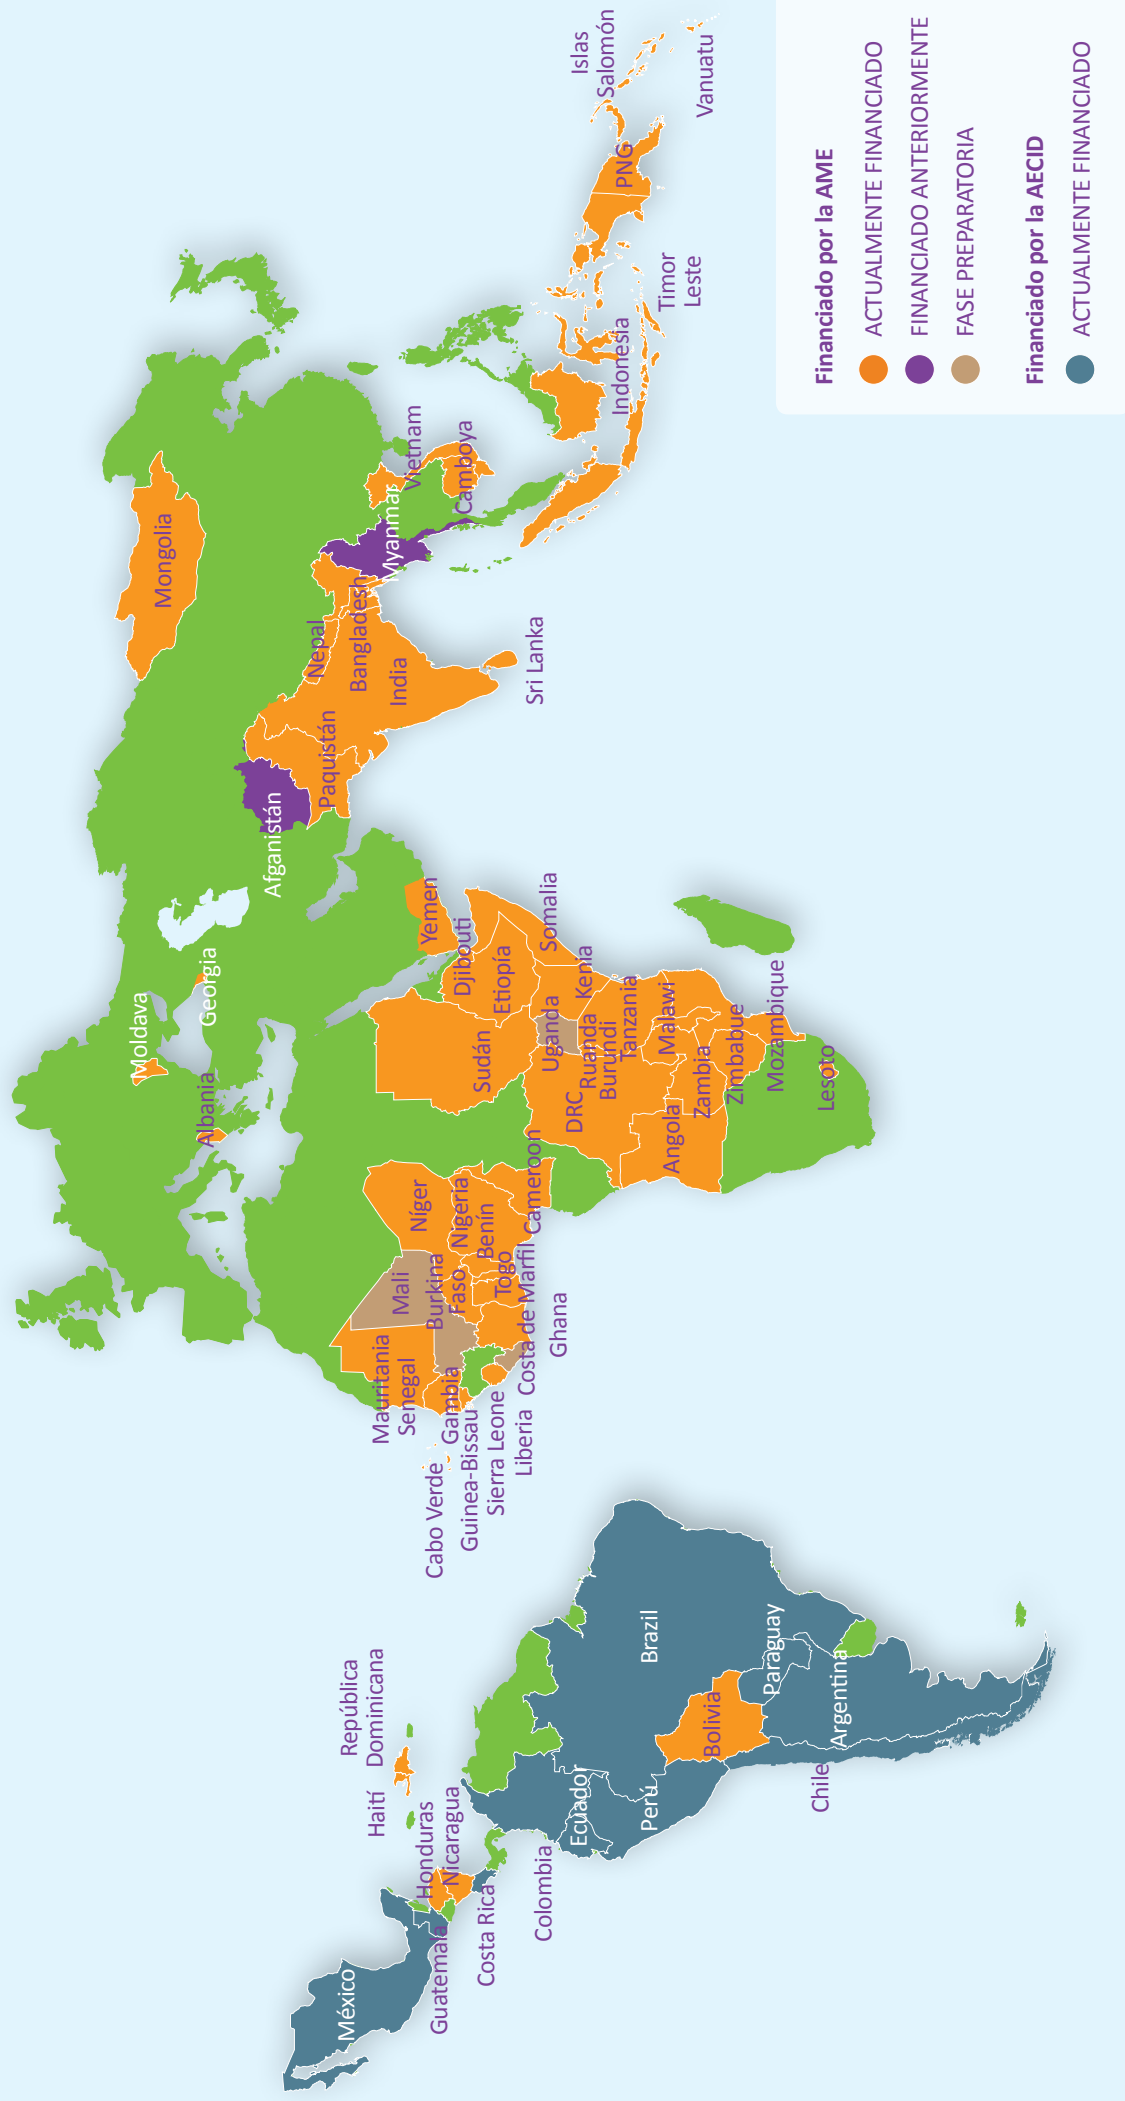 México
Guatemala
Honduras
Nicaragua
Costa Rica
Haití
República
Dominicana
Colombia
Ecuador
Perú
Brazil
Bolivia
Paraguay
Chile
Argentina
Cabo Verde
Mauritania
Senegal
Gambia
Guinea-Bissau
Sierra Leone
Liberia
Mali
Burkina
Faso
Costa de Marfil
Ghana
Togo
Benín
Níger
Nigeria
Cameroon
Sudán
Djibouti
Etiopía
Somalia
Uganda
Kenia
DRC
Ruanda
Burundi
Tanzania
Angola
Zambia
Malawi
Zimbabue
Mozambique
Lesoto
Albania
Moldava
Georgia
Yemen
Afganistán
Paquistán
Nepal
Bangladesh
India
Sri Lanka
Mongolia
Myanmar
Vietnam
Camboya
Indonesia
Timor
Leste
PNG
Islas
Salomón
Vanuatu
Financiado por la AME
ACTUALMENTE FINANCIADO
FINANCIADO ANTERIORMENTE
FASE PREPARATORIA
Financiado por la AECID
ACTUALMENTE FINANCIADO